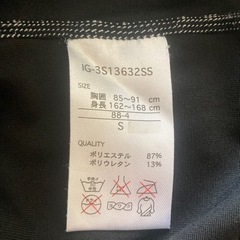 IG-3S13632SS
SIZE
胸囲 85~91 cm
身長 162~168 cm
88-4
S
QUALITY
ポリエステル 87%
ポリウレタン 13%